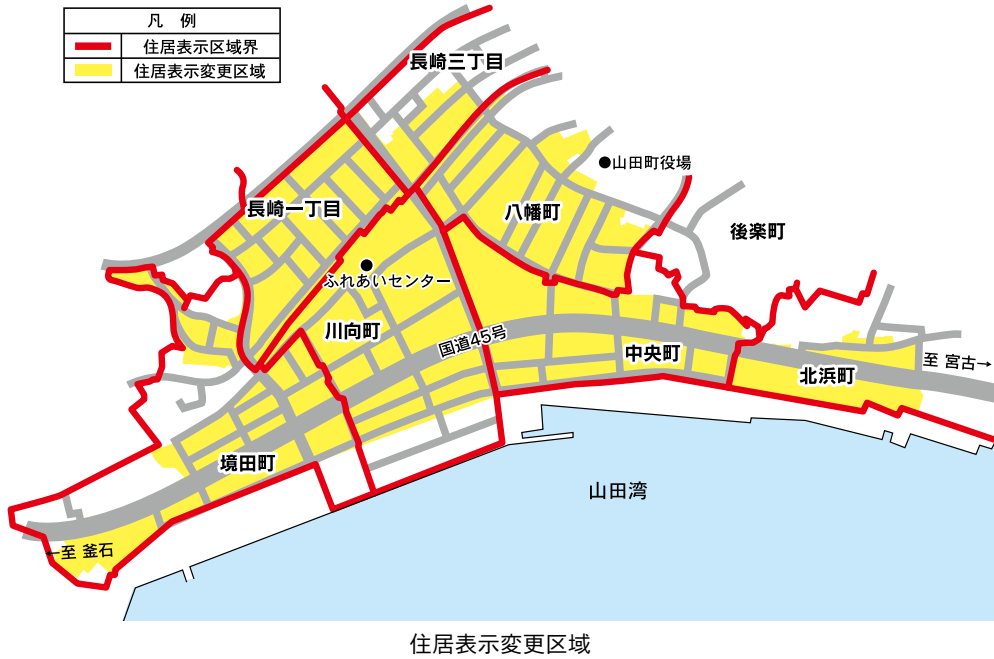 凡 例
住居表示区域界
住居表示変更区域
長崎三丁目
山田町役場
長崎一丁目
八幡町
後楽町
ふれあいセンター
川向町
国道45号
中央町
至 宮古→
北浜町
境田町
山田湾
←至 釜石
住居表示変更区域